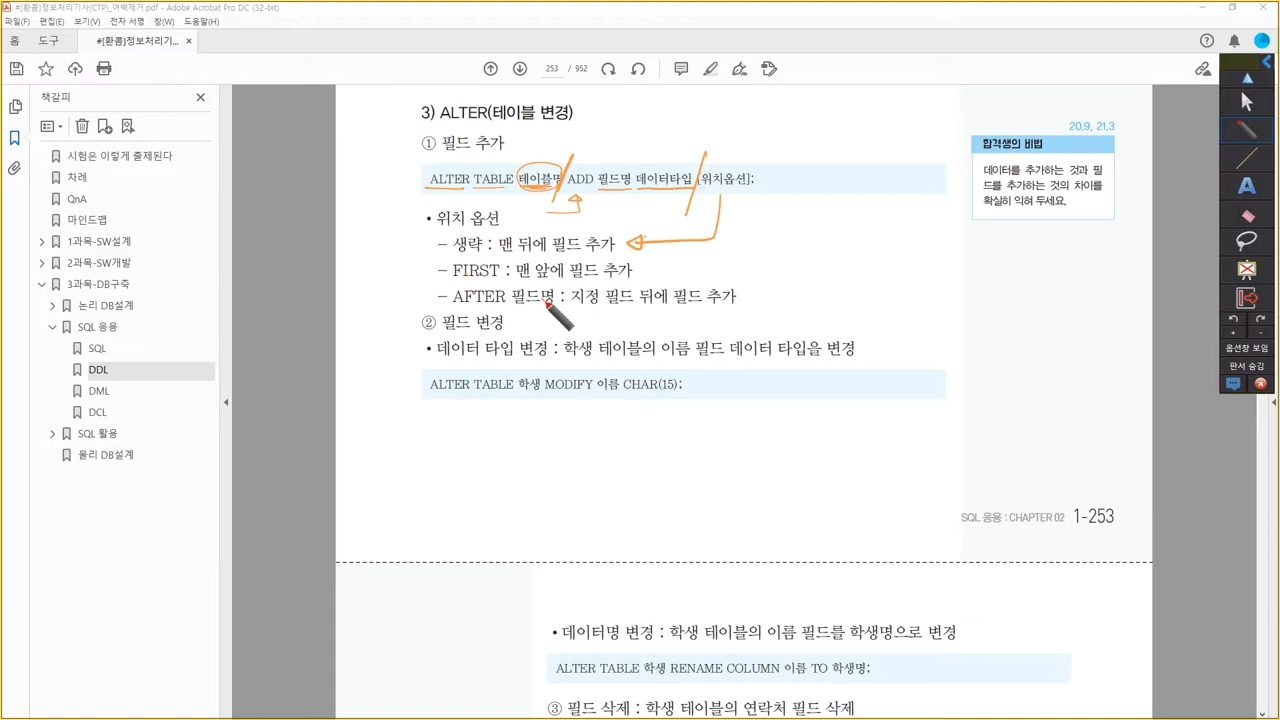 #[환콤]정보처리기사(CTP)_여백제거.pdf - Adobe Acrobat Pro DC (32-bit)
파일(F) 편집(E) 보기(V) 전자 서명 창(W) 도움말(H)
홈 도구 #[환콤]정보처리기... ×
253 / 952
책갈피
시험은 이렇게 출제된다
차례
QnA
마인드맵
1과목-SW설계
2과목-SW개발
3과목-DB구축
논리 DB설계
SQL 응용
SQL
DDL
DML
DCL
SQL 활용
물리 DB설계
3) ALTER(테이블 변경)
① 필드 추가
ALTER TABLE 테이블명 ADD 필드명 데이터타입 [위치옵션];
• 위치 옵션
– 생략 : 맨 뒤에 필드 추가
– FIRST : 맨 앞에 필드 추가
– AFTER 필드명 : 지정 필드 뒤에 필드 추가
② 필드 변경
• 데이터 타입 변경 : 학생 테이블의 이름 필드 데이터 타입을 변경
ALTER TABLE 학생 MODIFY 이름 CHAR(15);
20.9, 21.3
합격생의 비법
데이터를 추가하는 것과 필
드를 추가하는 것의 차이를
확실히 익혀 두세요.
SQL 응용 : CHAPTER 02 1-253
• 데이터명 변경 : 학생 테이블의 이름 필드를 학생명으로 변경
ALTER TABLE 학생 RENAME COLUMN 이름 TO 학생명;
③ 필드 삭제 : 학생 테이블의 연락처 필드 삭제
옵션창 보임
판서 숨김